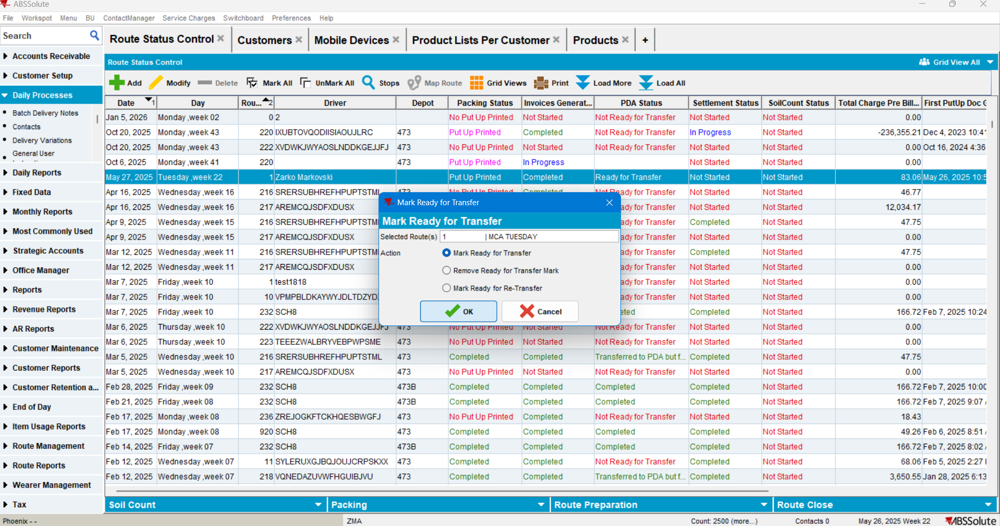 ABSSolute
File Workspot Menu BU ContactManager Service Charges Switchboard Preferences Help
Search
Route Status Control Customers Mobile Devices Product Lists Per Customer Products +
Route Status Control Grid View All
Add Modify Delete Mark All UnMark All Stops Map Route Grid Views Print Load More Load All
Accounts Receivable
Customer Setup
Daily Processes
Batch Delivery Notes
Contacts
Delivery Variations
General User
Daily Reports
Fixed Data
Monthly Reports
Most Commonly Used
Strategic Accounts
Office Manager
Reports
Revenue Reports
AR Reports
Customer Maintenance
Customer Reports
Customer Retention a...
End of Day
Item Usage Reports
Route Management
Route Reports
Wearer Management
Tax
Date 1 Day Rou... 2 Driver Depot Packing Status Invoices Generat... PDA Status Settlement Status SoilCount Status Total Charge Pre Bill... First PutUp Doc G
Jan 5, 2026 Monday ,week 02 0 2 No Put Up Printed Not Started Not Ready for Transfer Not Started Not Started 0.00
Oct 20, 2025 Monday ,week 43 220 IXUBTOVQODIISIAOUJLRC 473 Put Up Printed Completed Not Ready for Transfer In Progress Not Started -236,355.21 Dec 4, 2023 10:41
Oct 20, 2025 Monday ,week 43 222 XVDWKJWYAOSLNDDKGEJJFJ 473 No Put Up Printed Not Started Not Ready for Transfer Not Started Not Started 0.00 Oct 16, 2024 4:36
Oct 6, 2025 Monday ,week 41 220 473 Put Up Printed In Progress Not Started Not Started 0.00
May 27, 2025 Tuesday ,week 22 1 Zarko Markovski Put Up Printed Completed Ready for Transfer Not Started Not Started 83.06 May 26, 2025 10:5
Apr 16, 2025 Wednesday ,week 16 216 SRERSUBHREFHPUPTSTML 473 No Put Up Printed Completed Not Ready for Transfer Not Started Not Started 46.77
Apr 16, 2025 Wednesday ,week 16 217 AREMCQJSDFXDUSX ady for Transfer Not Started Not Started 12,034.17
Apr 9, 2025 Wednesday ,week 15 216 SRERSUBHREFHPUPTSTM ady for Transfer Completed Not Started 47.75
Apr 9, 2025 Wednesday ,week 15 217 AREMCQJSDFXDUSX ady for Transfer Not Started Not Started 0.00
Mar 12, 2025 Wednesday ,week 11 216 SRERSUBHREFHPUPTSTM ady for Transfer Completed Not Started 47.75
Mar 12, 2025 Wednesday ,week 11 217 AREMCQJSDFXDUSX ady for Transfer Not Started Not Started 0.00
Mar 7, 2025 Friday ,week 10 1 test1818 ady for Transfer Not Started Not Started 0.00
Mar 7, 2025 Friday ,week 10 10 VPMPBLDKAYWYJDLTDZYD ady for Transfer Not Started Not Started 0.00
Mar 7, 2025 Friday ,week 10 232 SCH8 eted Completed Not Started 166.72 Feb 7, 2025 10:24
Mar 6, 2025 Thursday ,week 10 222 XVDWKJWYAOSLNDDKGEJJFJ 473 No Put Up Printed Not Started Not Ready for Transfer Not Started Not Started 0.00
Mar 6, 2025 Thursday ,week 10 223 TEEEZWALBRYVEBPWPSME 473 No Put Up Printed Not Started Not Ready for Transfer Not Started Not Started 0.00
Mar 5, 2025 Wednesday ,week 10 216 SRERSUBHREFHPUPTSTML 473 Completed Completed Transferred to PDA but f... Completed Not Started 47.75
Mar 5, 2025 Wednesday ,week 10 217 AREMCQJSDFXDUSX 473 No Put Up Printed Not Started Not Ready for Transfer Not Started Not Started 0.00
Feb 28, 2025 Friday ,week 09 232 SCH8 473B Completed Completed Completed Completed Not Started 166.72 Feb 7, 2025 10:00
Feb 21, 2025 Friday ,week 08 232 SCH8 473B Completed Completed Completed Completed Not Started 166.72 Feb 7, 2025 9:07
Feb 17, 2025 Monday ,week 08 236 ZREJOGKFTCKHQESBWGFJ 473 No Put Up Printed Completed Not Ready for Transfer Not Started Not Started 18.43
Feb 17, 2025 Monday ,week 08 920 SCH8 473 Completed Completed Completed Completed Not Started 49.26 Feb 6, 2025 8:51
Feb 14, 2025 Friday ,week 07 232 SCH8 473B Completed Completed Completed Completed Not Started 166.72 Feb 7, 2025 8:02
Feb 12, 2025 Wednesday ,week 07 11 SYLERUXGJBQJOUJCRPSKXX 473 Completed Completed Not Ready for Transfer Completed Not Started 68.06 Feb 5, 2025 2:27
Feb 12, 2025 Wednesday ,week 07 218 VQNEDAZUVWFHGUIBJVU 473 Completed Completed Transferred to PDA but f... Completed Not Started 3,650.55 Jan 28, 2025 6:13
Mark Ready for Transfer
Mark Ready for Transfer
Selected Route(s) 1 | MCA TUESDAY
Action Mark Ready for Transfer
Remove Ready for Transfer Mark
Mark Ready for Re-Transfer
OK Cancel
Soil Count Packing Route Preparation Route Close
Phoenix - - ZMA Count: 2500 (more...) Contacts 0 May 26, 2025 Week 22 ABSSolute